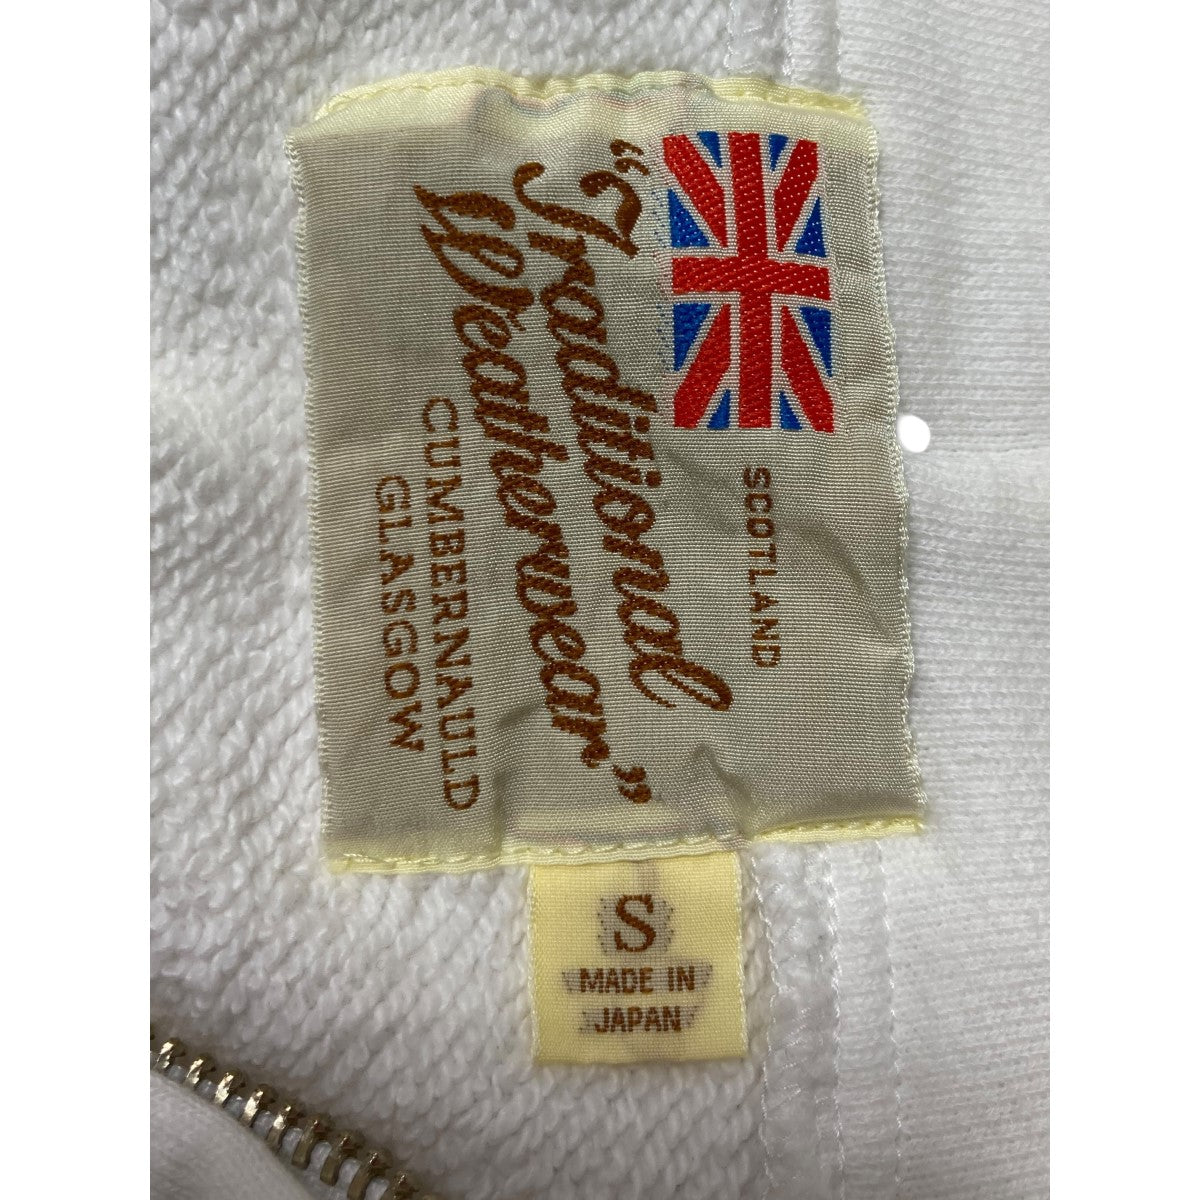 SCOTLAND
"Traditional
Weatherwear"
CUMBERNAULD
GLASGOW
S
MADE IN
JAPAN